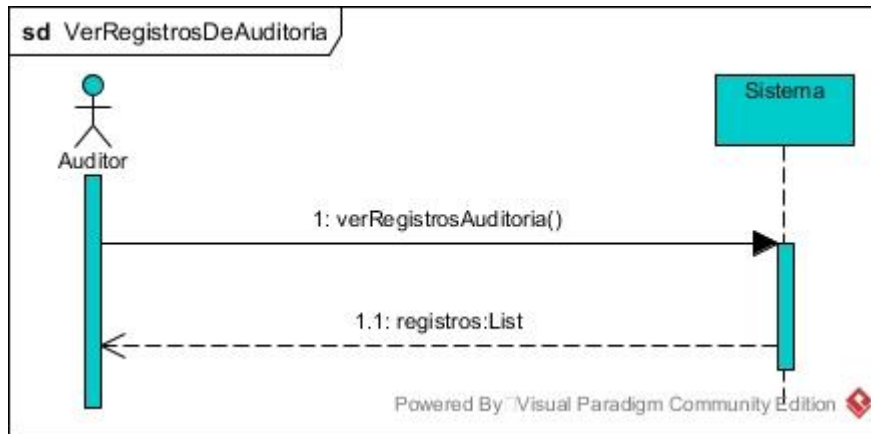 sd VerRegistrosDeAuditoria
Sistema
Auditor
1: verRegistrosAuditoria()
1.1: registros:List
Powered By Visual Paradigm Community Edition